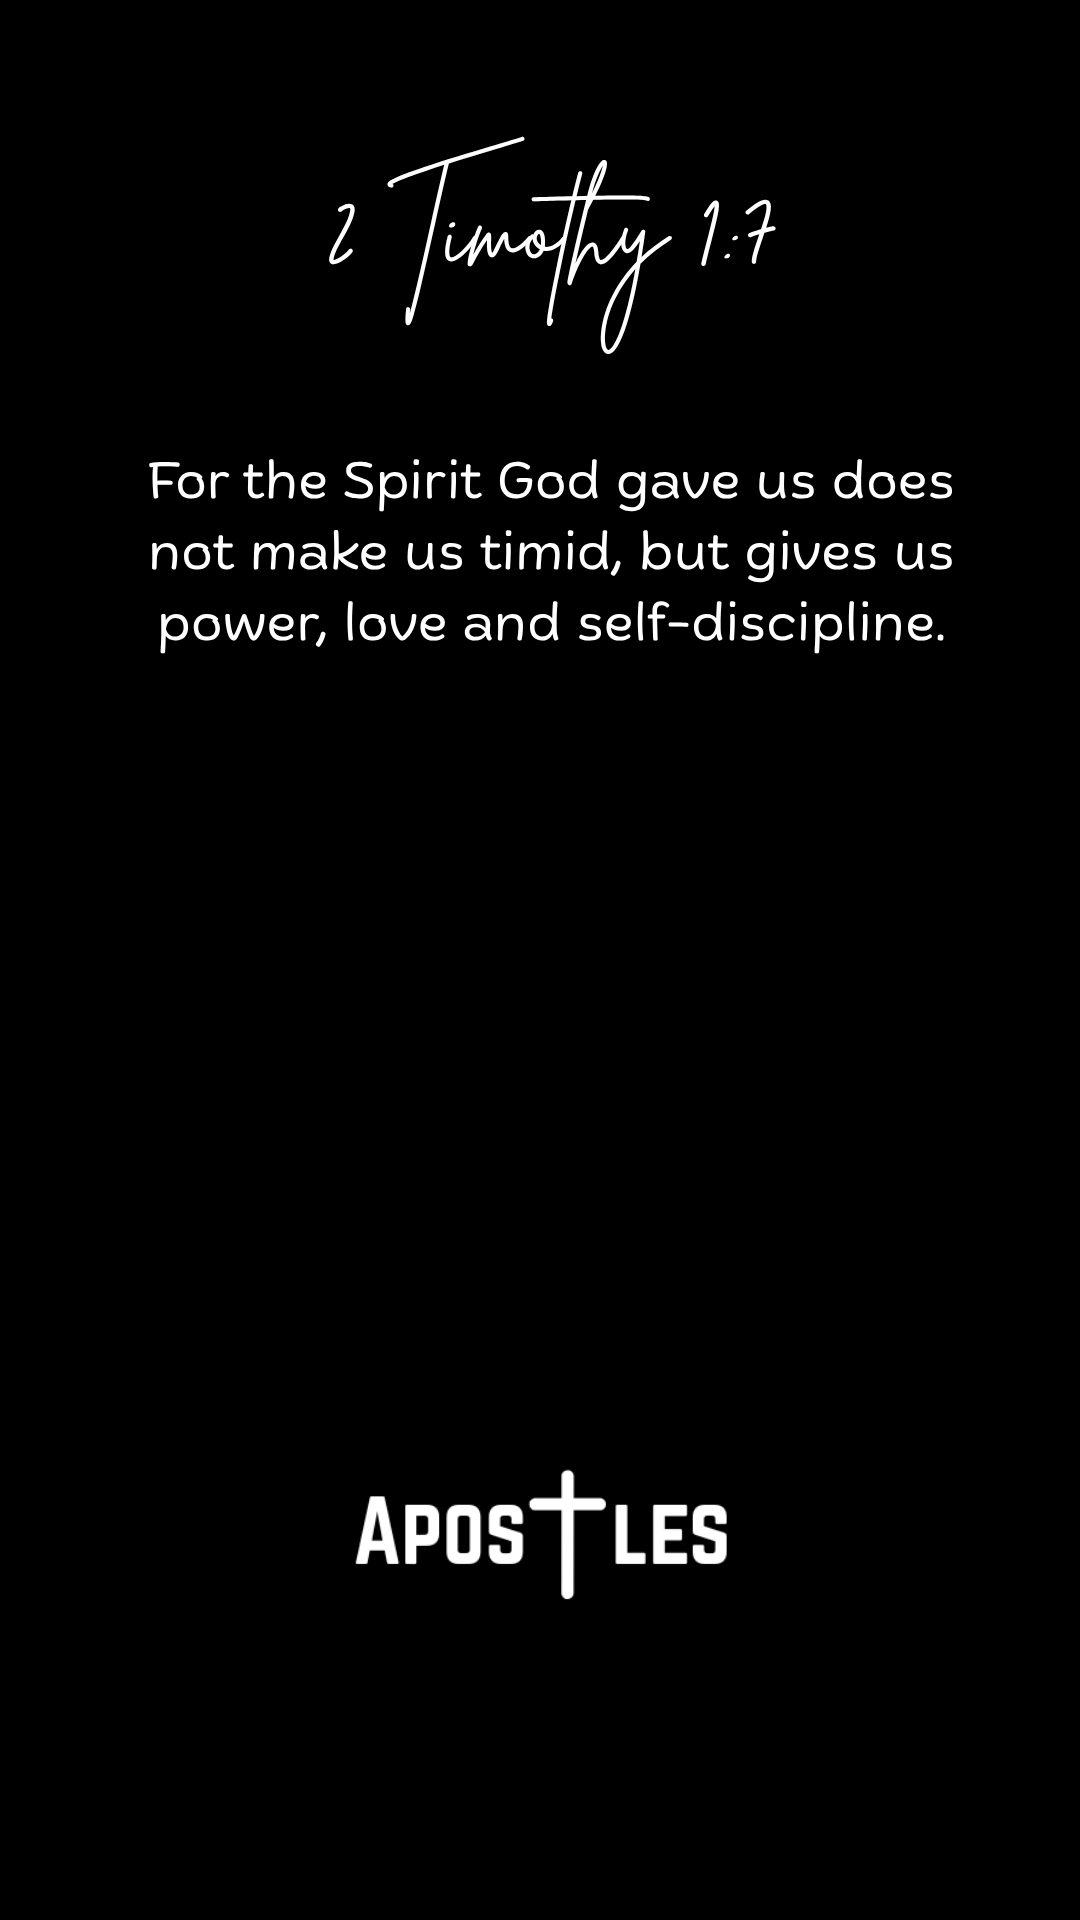 2 Timothy 1:7
For the Spirit God gave us does
not make us timid, but gives us
power, love and self-discipline.
Apostles